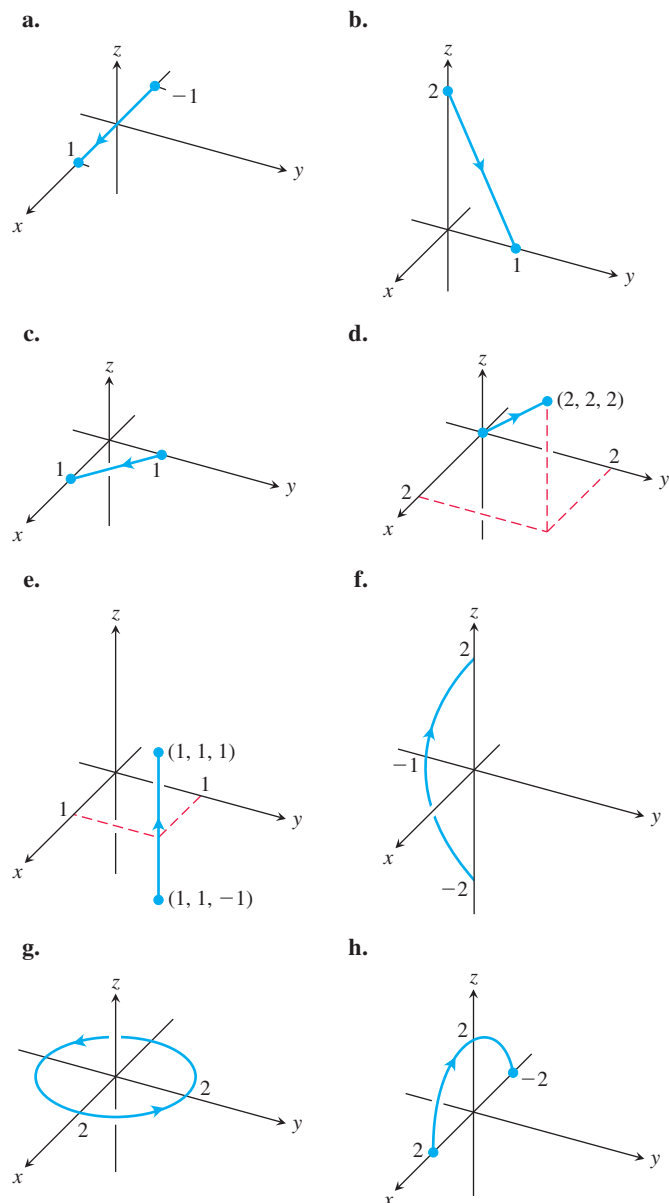 a.
z
−1
1
y
x
b.
z
2
1
y
x
c.
z
1
1
y
x
d.
z
(2, 2, 2)
2
2
y
x
e.
z
(1, 1, 1)
1
1
y
x
(1, 1, −1)
f.
z
2
−1
y
x
−2
g.
z
2
2
y
x
h.
z
2
−2
2
y
x